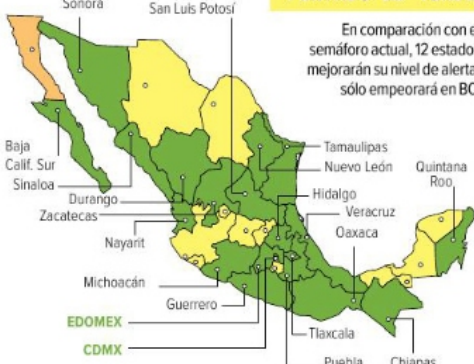 Sonora
San Luis Potosí
En comparación con e
semáforo actual, 12 estado
mejorarán su nivel de alerta
sólo empeorará en BC
Baja
Calif. Sur
Sinaloa
Durango
Zacatecas
Nayarit
Michoacán
Guerrero
EDOMEX
CDMX
Tamaulipas
Nuevo León
Hidalgo
Veracruz
Oaxaca
Quintana
Roo
Tlaxcala
Puebla
Chiapas